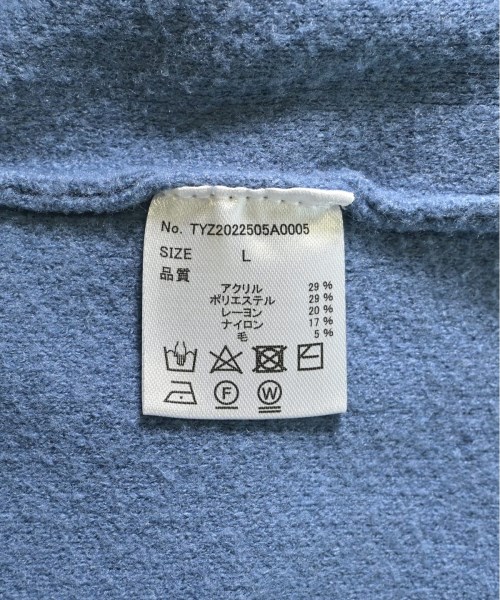 No. TYZ2022505A0005
SIZE L
品質
アクリル 29%
ポリエステル 29%
レーヨン 20%
ナイロン 17%
毛 5%
F W